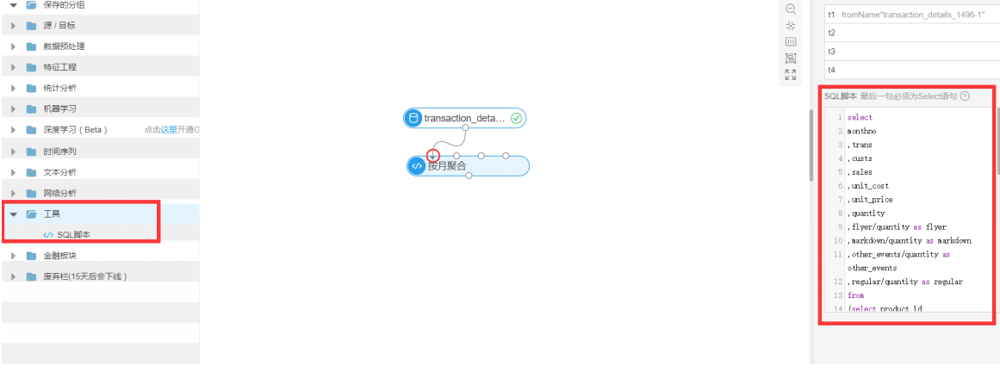 保存的分组
源 / 目标
数据预处理
特征工程
统计分析
机器学习
深度学习 ( Beta ) 点击这里开通G
时间序列
文本分析
网络分析
工具
</> SQL脚本
金融板块
废弃栏(15天后会下线 )
transaction_deta...
</> 按月聚合
1:1
t1 fromName"transaction_details_1496-1"
t2
t3
t4
SQL脚本 最后一句必须为Select语句 ?
1 select
2 monthno
3 ,trans
4 ,custs
5 ,sales
6 ,unit_cost
7 ,unit_price
8 ,quantity
9 ,flyer/quantity as flyer
10 ,markdown/quantity as markdown
11 ,other_events/quantity as
other_events
12 ,regular/quantity as regular
13 from
14 (select product_id